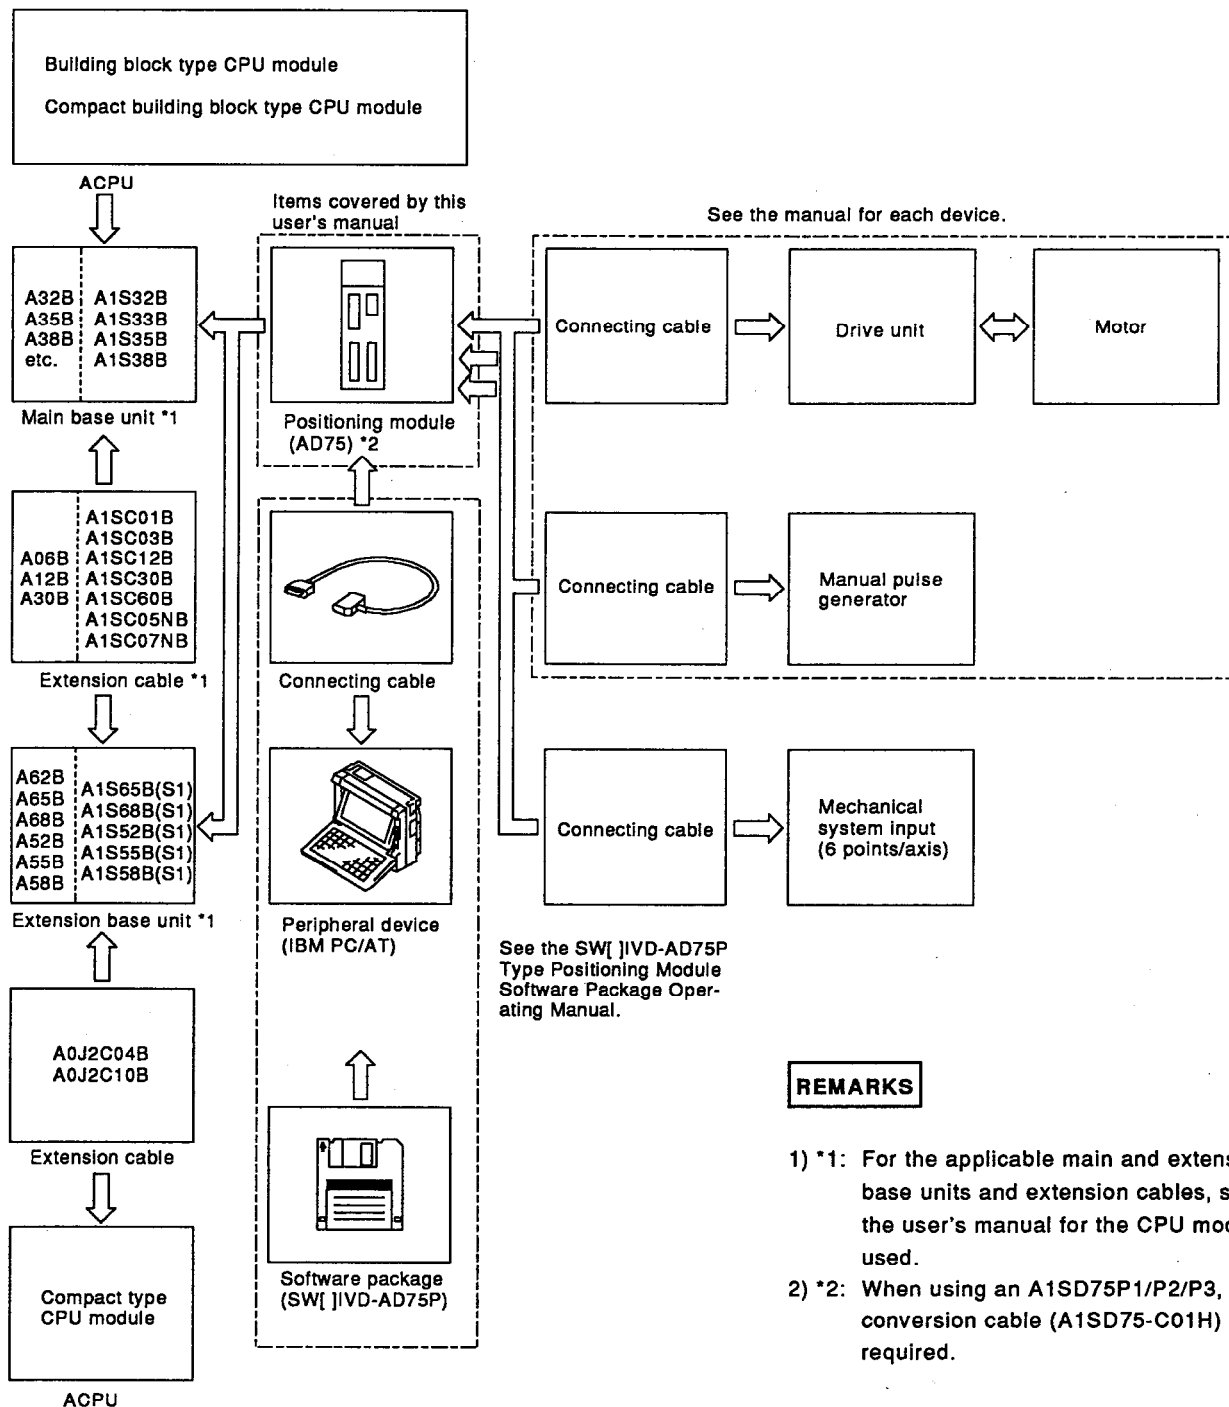 Building block type CPU module
Compact building block type CPU module
ACPU
Items covered by this
user's manual
See the manual for each device.
A32B
A35B
A38B
etc.
A1S32B
A1S33B
A1S35B
A1S38B
Main base unit *1
Positioning module
(AD75) *2
Connecting cable
Drive unit
Motor
A06B
A12B
A30B
A1SC01B
A1SC03B
A1SC12B
A1SC30B
A1SC60B
A1SC05NB
A1SC07NB
Extension cable *1
Connecting cable
Connecting cable
Manual pulse
generator
A62B
A65B
A68B
A52B
A55B
A58B
A1S65B(S1)
A1S68B(S1)
A1S52B(S1)
A1S55B(S1)
A1S58B(S1)
Extension base unit *1
Peripheral device
(IBM PC/AT)
Connecting cable
Mechanical
system input
(6 points/axis)
See the SW[ ]IVD-AD75P
Type Positioning Module
Software Package Oper-
ating Manual.
A0J2C04B
A0J2C10B
Extension cable
Software package
(SW[ ]IVD-AD75P)
Compact type
CPU module
ACPU
REMARKS
1) *1: For the applicable main and extens
base units and extension cables, s
the user's manual for the CPU mod
used.
2) *2: When using an A1SD75P1/P2/P3,
conversion cable (A1SD75-C01H)
required.